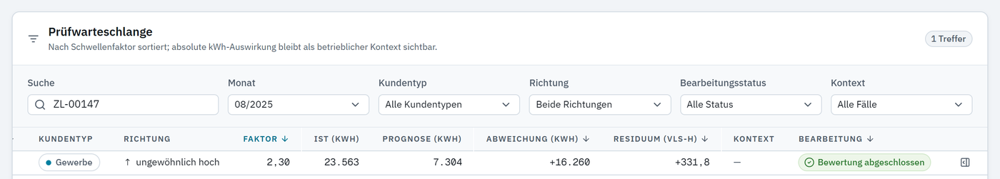 Prüfwarteschlange
Nach Schwellenfaktor sortiert; absolute kWh-Auswirkung bleibt als betrieblicher Kontext sichtbar.
1 Treffer
Suche Monat Kundentyp Richtung Bearbeitungsstatus Kontext
ZL-00147 08/2025 Alle Kundentypen Beide Richtungen Alle Status Alle Fälle
KUNDENTYP RICHTUNG FAKTOR ↓ IST (KWH) PROGNOSE (KWH) ABWEICHUNG (KWH) ↓ RESIDUUM (VLS-H) ↓ KONTEXT BEARBEITUNG ↓
Gewerbe ↑ ungewöhnlich hoch 2,30 23.563 7.304 +16.260 +331,8 — Bewertung abgeschlossen